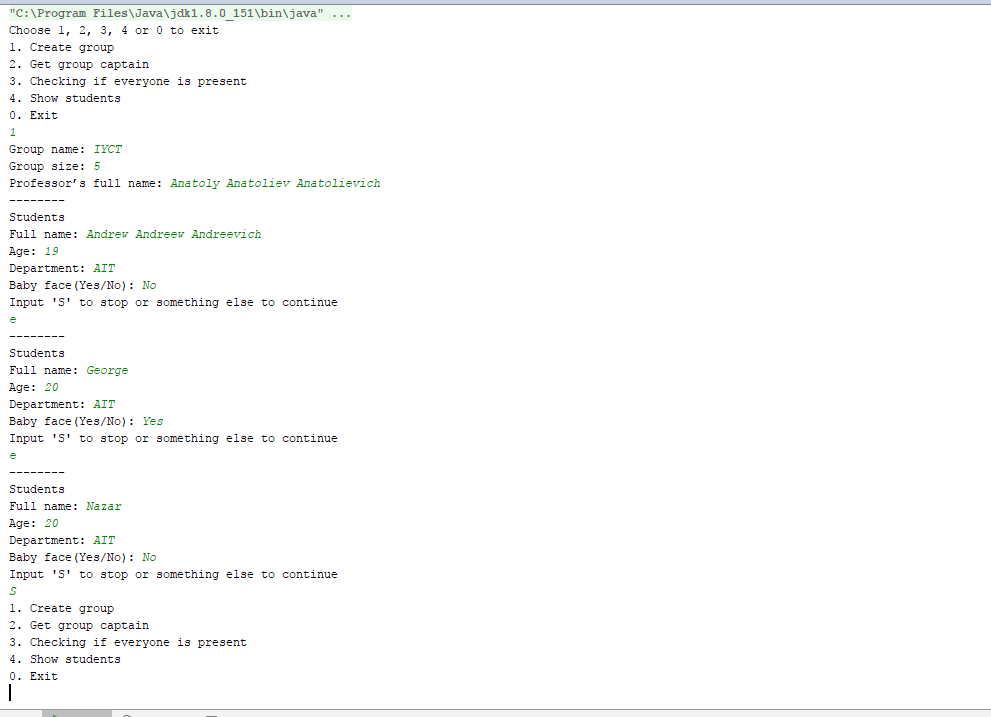 "C:\Program Files\Java\jdk1.8.0_151\bin\java" ...
Choose 1, 2, 3, 4 or 0 to exit
1. Create group
2. Get group captain
3. Checking if everyone is present
4. Show students
0. Exit
1
Group name: IYCT
Group size: 5
Professor's full name: Anatoly Anatoliev Anatolievich
--------
Students
Full name: Andrew Andreev Andreevich
Age: 19
Department: AIT
Baby face(Yes/No): No
Input 'S' to stop or something else to continue
e
--------
Students
Full name: George
Age: 20
Department: AIT
Baby face(Yes/No): Yes
Input 'S' to stop or something else to continue
e
--------
Students
Full name: Nazar
Age: 20
Department: AIT
Baby face(Yes/No): No
Input 'S' to stop or something else to continue
S
1. Create group
2. Get group captain
3. Checking if everyone is present
4. Show students
0. Exit